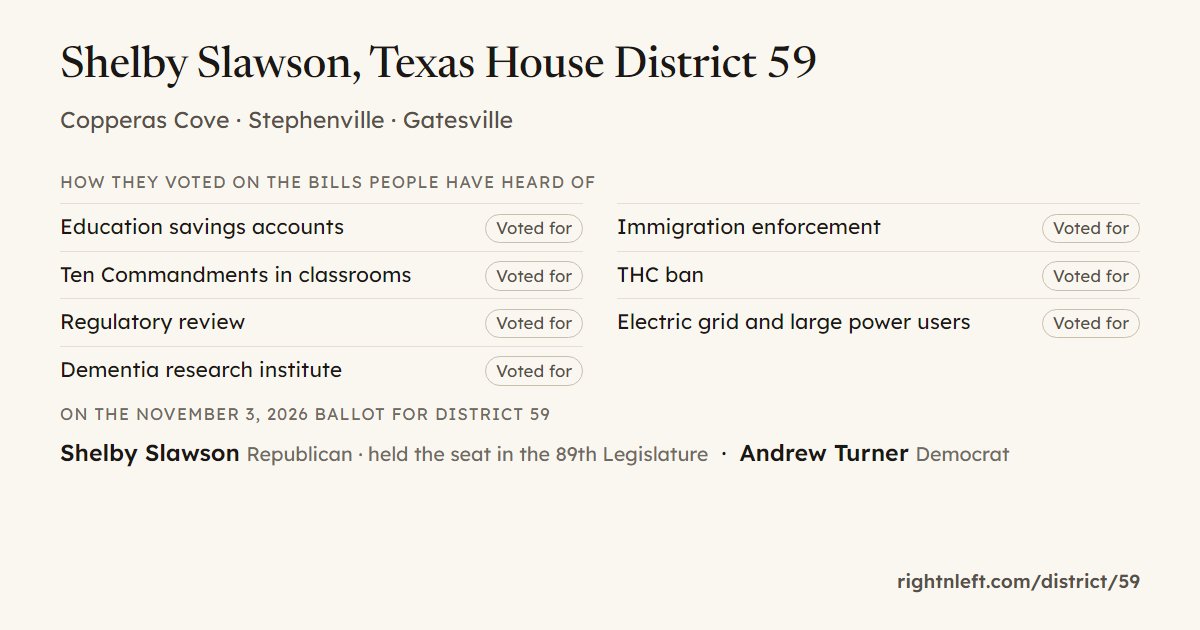 Shelby Slawson, Texas House District 59
Copperas Cove · Stephenville · Gatesville
HOW THEY VOTED ON THE BILLS PEOPLE HAVE HEARD OF
Education savings accounts Voted for
Ten Commandments in classrooms Voted for
Regulatory review Voted for
Dementia research institute Voted for
Immigration enforcement Voted for
THC ban Voted for
Electric grid and large power users Voted for
ON THE NOVEMBER 3, 2026 BALLOT FOR DISTRICT 59
Shelby Slawson Republican · held the seat in the 89th Legislature · Andrew Turner Democrat
rightnleft.com/district/59